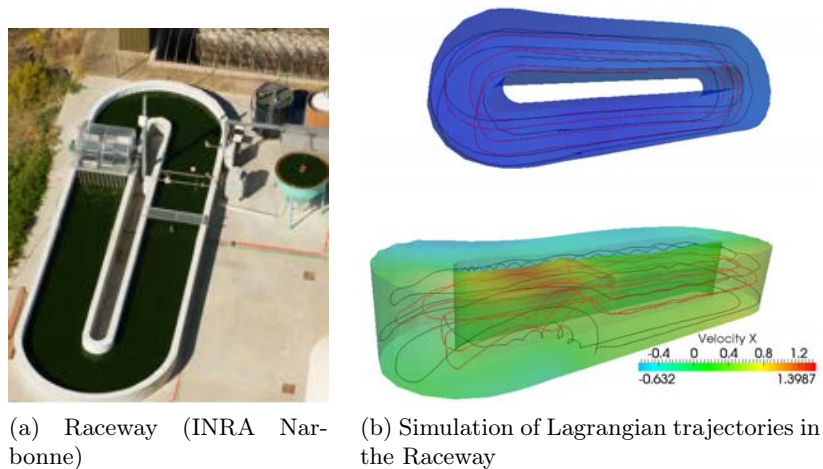 Velocity X
-0.4 0 0.4 0.8 1.2
-0.632 1.3987
(a) Raceway (INRA Nar-
bonne)
(b) Simulation of Lagrangian trajectories in
the Raceway